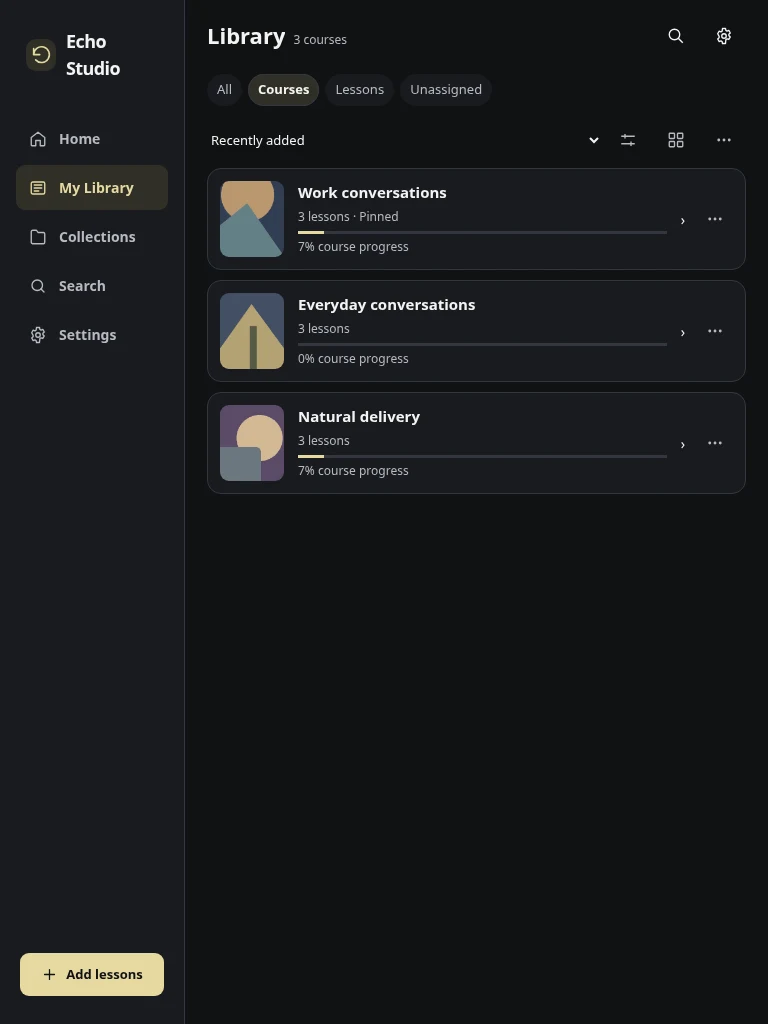 Echo
Studio
Home
My Library
Collections
Search
Settings
Add lessons
Library 3 courses
All Courses Lessons Unassigned
Recently added
Work conversations
3 lessons · Pinned
7% course progress
Everyday conversations
3 lessons
0% course progress
Natural delivery
3 lessons
7% course progress